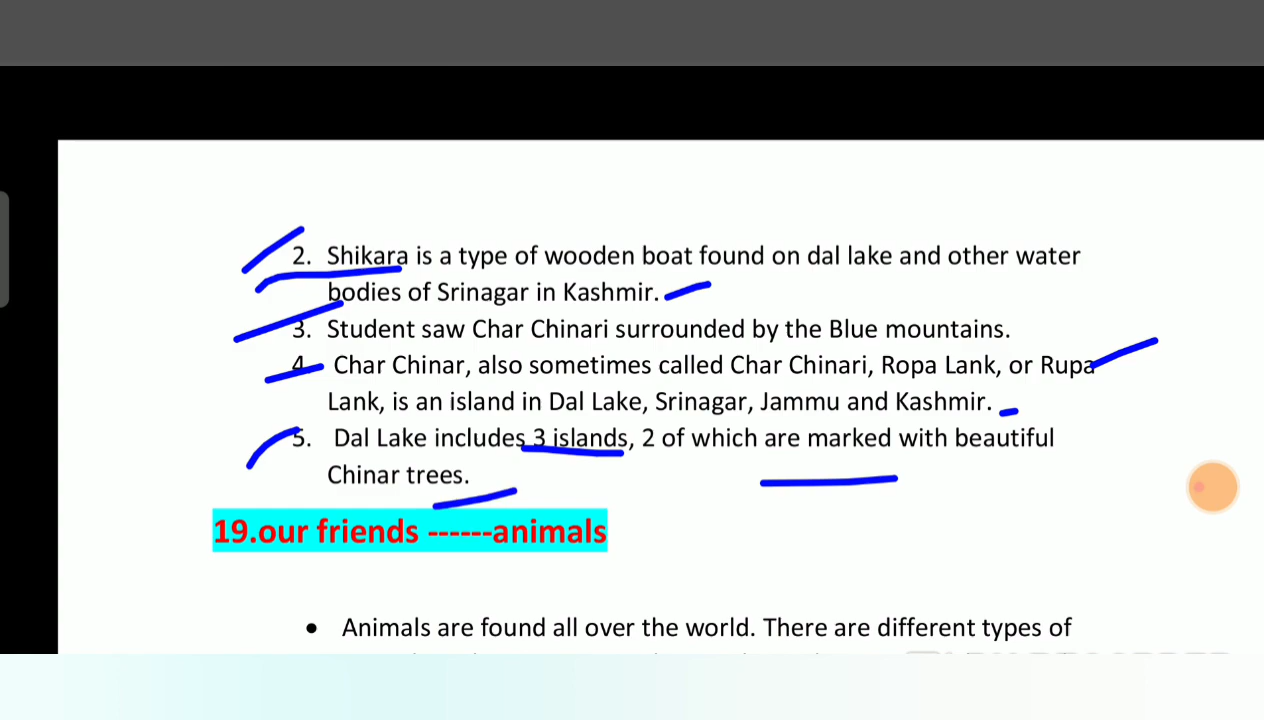 2. Shikara is a type of wooden boat found on dal lake and other water
bodies of Srinagar in Kashmir.
3. Student saw Char Chinari surrounded by the Blue mountains.
4. Char Chinar, also sometimes called Char Chinari, Ropa Lank, or Rupa
Lank, is an island in Dal Lake, Srinagar, Jammu and Kashmir.
5. Dal Lake includes 3 islands, 2 of which are marked with beautiful
Chinar trees.
19.our friends ------animals
• Animals are found all over the world. There are different types of